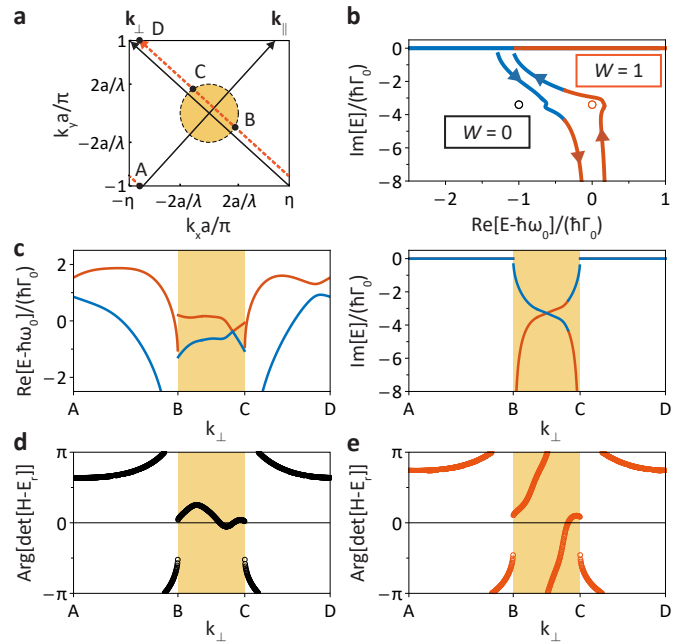 a
k⊥ D k∥
1
2a/λ
−2a/λ
−1
k_y a/π
C
B
A
−η −2a/λ 2a/λ η
k_x a/π
b
0
−2
−4
−6
−8
Im[E]/(ħΓ₀)
W = 1
W = 0
−2 −1 0 1
Re[E-ħω₀]/(ħΓ₀)
c
2
0
−2
Re[E-ħω₀]/(ħΓ₀)
A B C D
k⊥
0
−2
−4
−6
−8
Im[E]/(ħΓ₀)
A B C D
k⊥
d
π
0
−π
Arg[det[H-E_r]]
A B C D
k⊥
e
π
0
−π
Arg[det[H-E_r]]
A B C D
k⊥